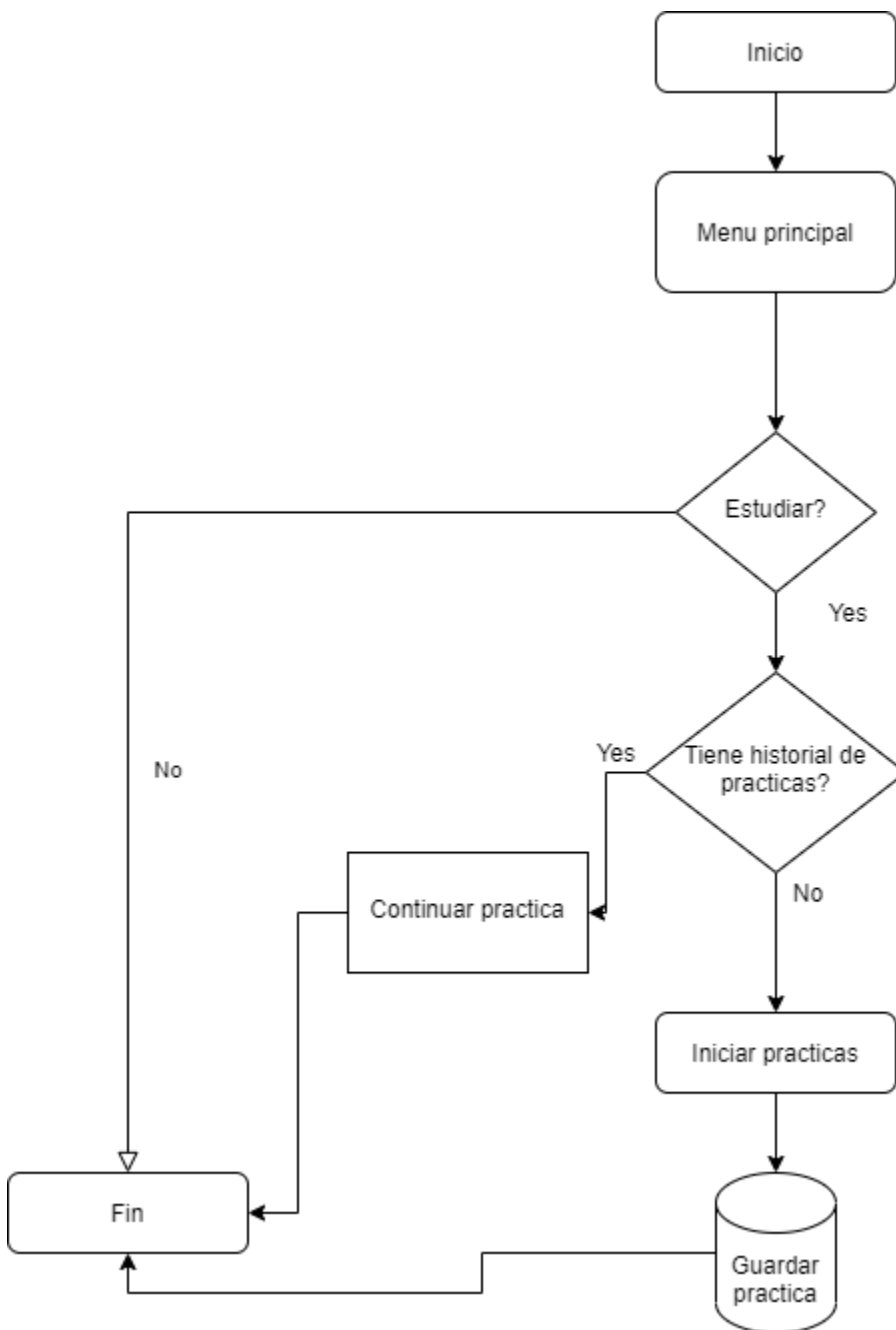 Inicio
Menu principal
Estudiar?
Yes
Yes
Tiene historial de
practicas?
No
No
Continuar practica
Iniciar practicas
Fin
Guardar
practica